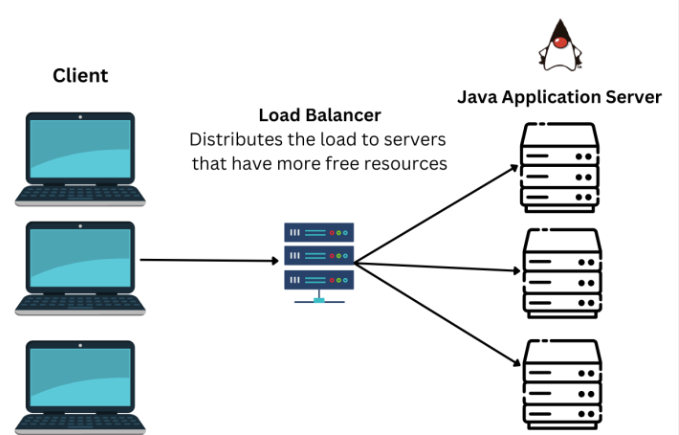 Client
Load Balancer
Distributes the load to servers
that have more free resources
Java Application Server